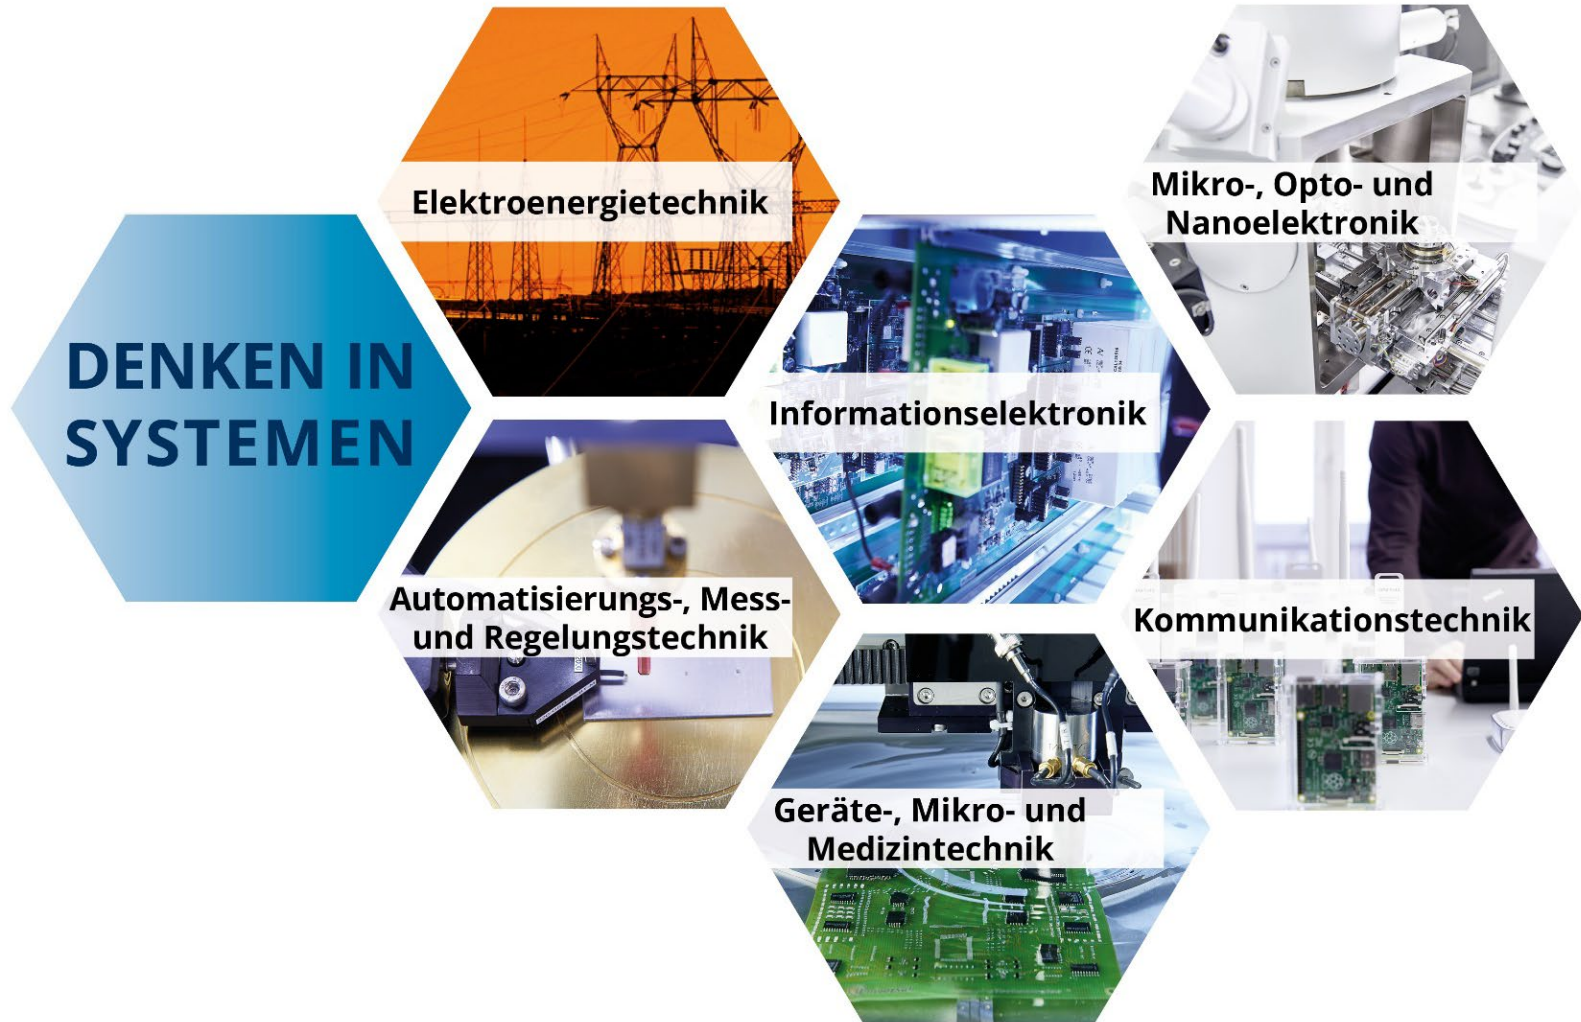 DENKEN IN
SYSTEMEN
Elektroenergietechnik
Automatisierungs-, Mess-
und Regelungstechnik
Informationselektronik
Geräte-, Mikro- und
Medizintechnik
Mikro-, Opto- und
Nanoelektronik
Kommunikationstechnik